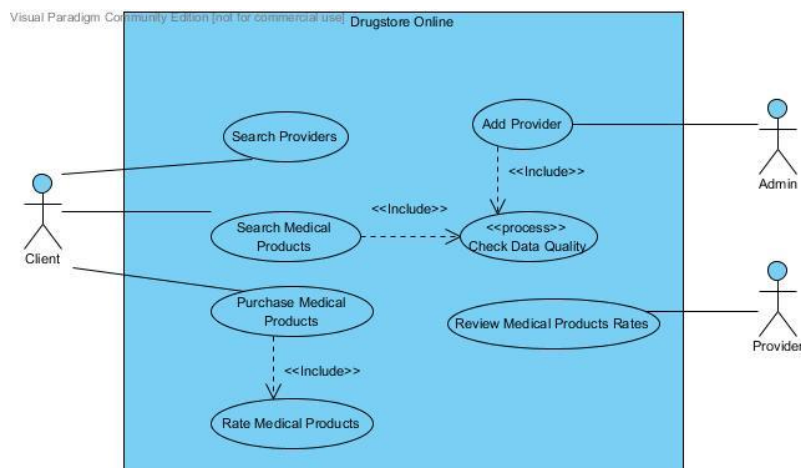 Visual Paradigm Community Edition [not for commercial use]
Drugstore Online
Search Providers
Add Provider
<<Include>>
Admin
<<Include>>
Search Medical
Products
<<process>>
Check Data Quality
Client
Purchase Medical
Products
Review Medical Products Rates
Provider
<<Include>>
Rate Medical Products